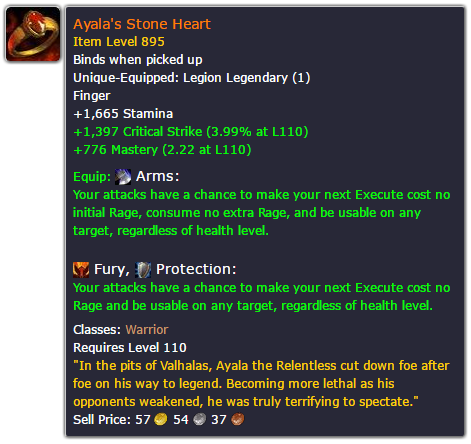 Ayala's Stone Heart
Item Level 895
Binds when picked up
Unique-Equipped: Legion Legendary (1)
Finger
+1,665 Stamina
+1,397 Critical Strike (3.99% at L110)
+776 Mastery (2.22 at L110)
Equip: Arms:
Your attacks have a chance to make your next Execute cost no
initial Rage, consume no extra Rage, and be usable on any
target, regardless of health level.
Fury, Protection:
Your attacks have a chance to make your next Execute cost no
Rage and be usable on any target, regardless of health level.
Classes: Warrior
Requires Level 110
"In the pits of Valhalas, Ayala the Relentless cut down foe after
foe on his way to legend. Becoming more lethal as his
opponents weakened, he was truly terrifying to spectate."
Sell Price: 57 54 37